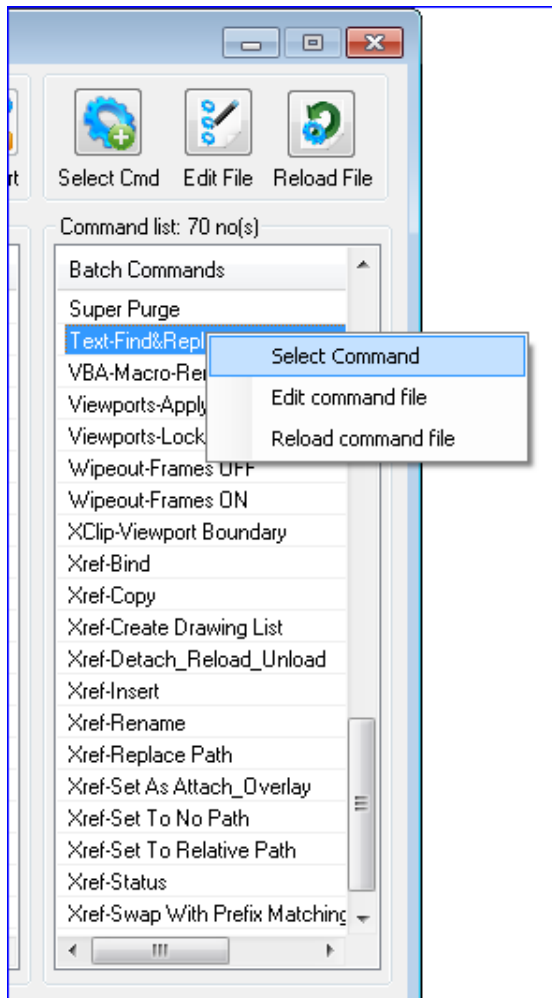 rt
Select Cmd
Edit File
Reload File
Command list: 70 no(s)
Batch Commands
Super Purge
Text-Find&Repl
Select Command
VBA-Macro-Re
Edit command file
Viewports-Apply
Viewports-Lock
Reload command file
Wipeout-Frames OFF
Wipeout-Frames ON
XClip-Viewport Boundary
Xref-Bind
Xref-Copy
Xref-Create Drawing List
Xref-Detach_Reload_Unload
Xref-Insert
Xref-Rename
Xref-Replace Path
Xref-Set As Attach_Overlay
Xref-Set To No Path
Xref-Set To Relative Path
Xref-Status
Xref-Swap With Prefix Matching